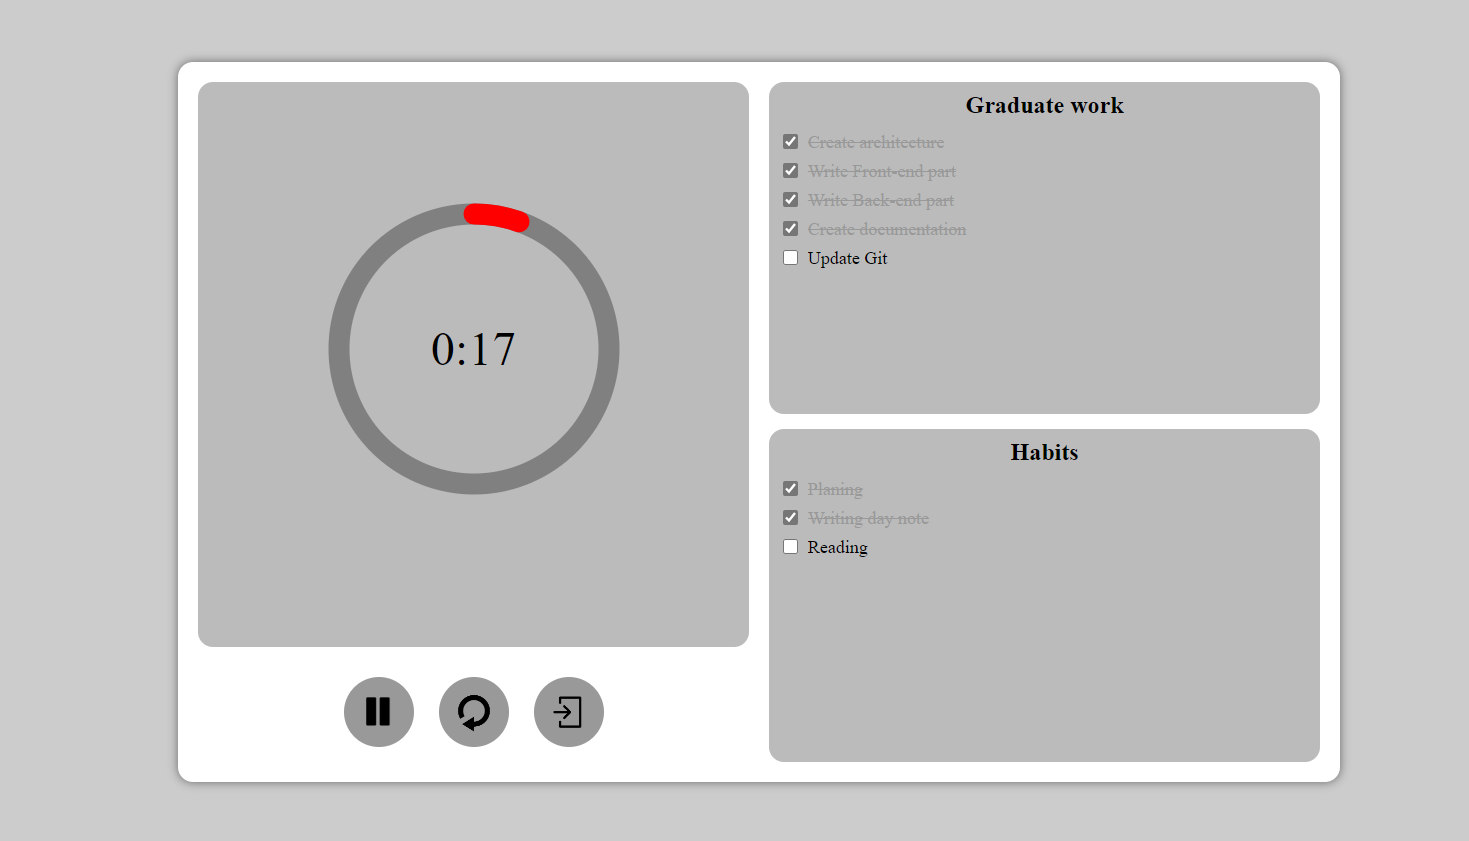 0:17
Graduate work
Create architecture
Write Front-end part
Write Back-end part
Create documentation
Update Git
Habits
Planing
Writing day note
Reading